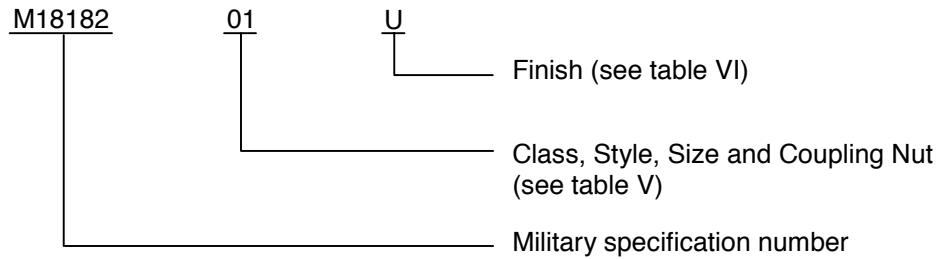 M18182 01 U
Finish (see table VI)
Class, Style, Size and Coupling Nut
(see table V)
Military specification number